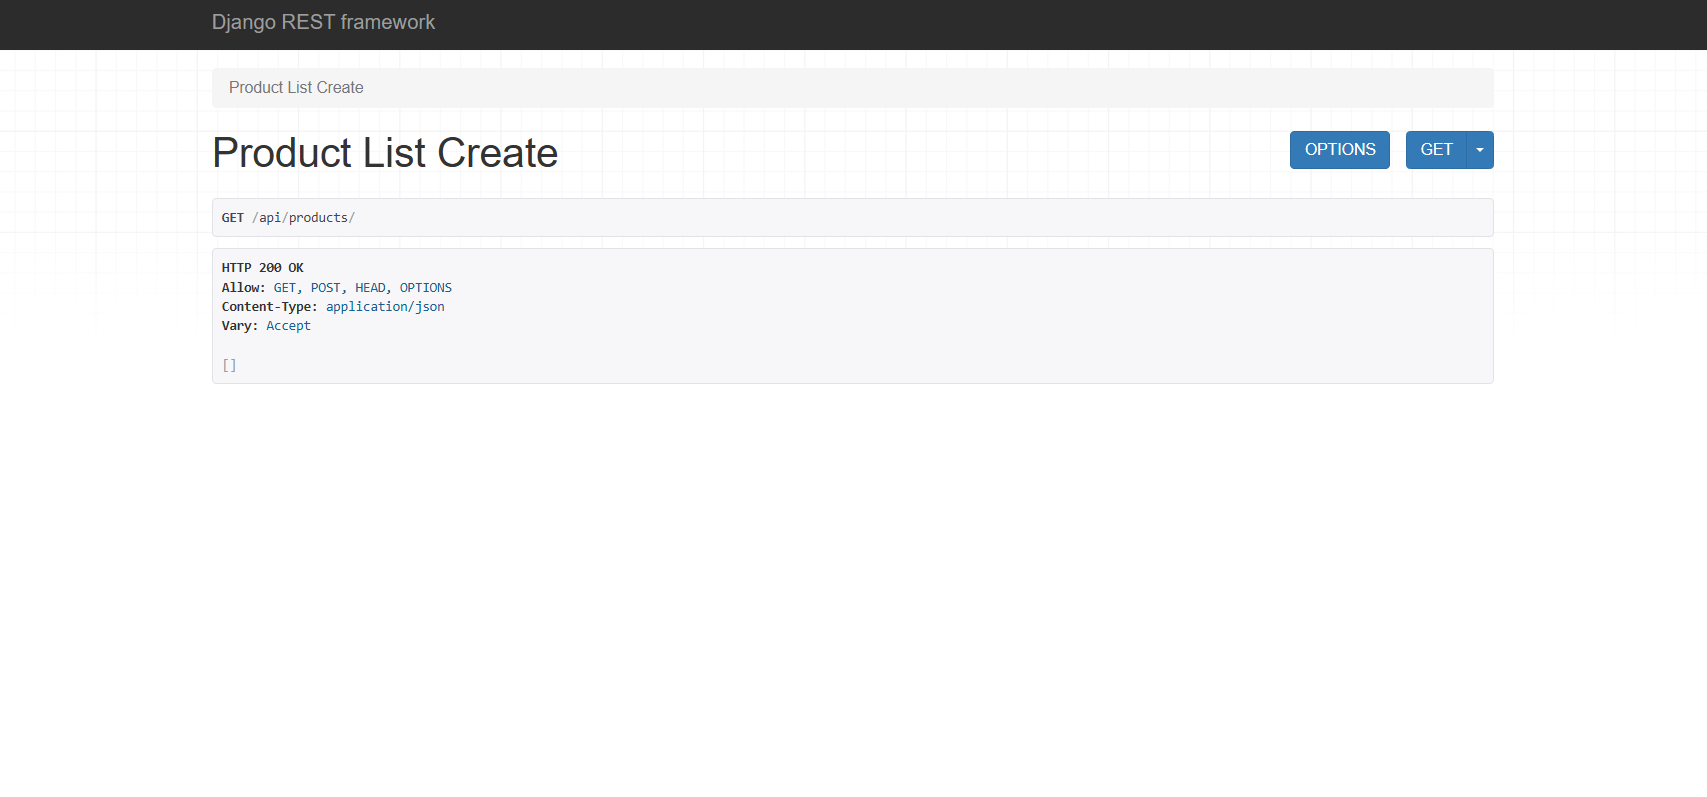 Django REST framework
Product List Create
Product List Create
OPTIONS
GET
GET /api/products/
HTTP 200 OK
Allow: GET, POST, HEAD, OPTIONS
Content-Type: application/json
Vary: Accept
[]